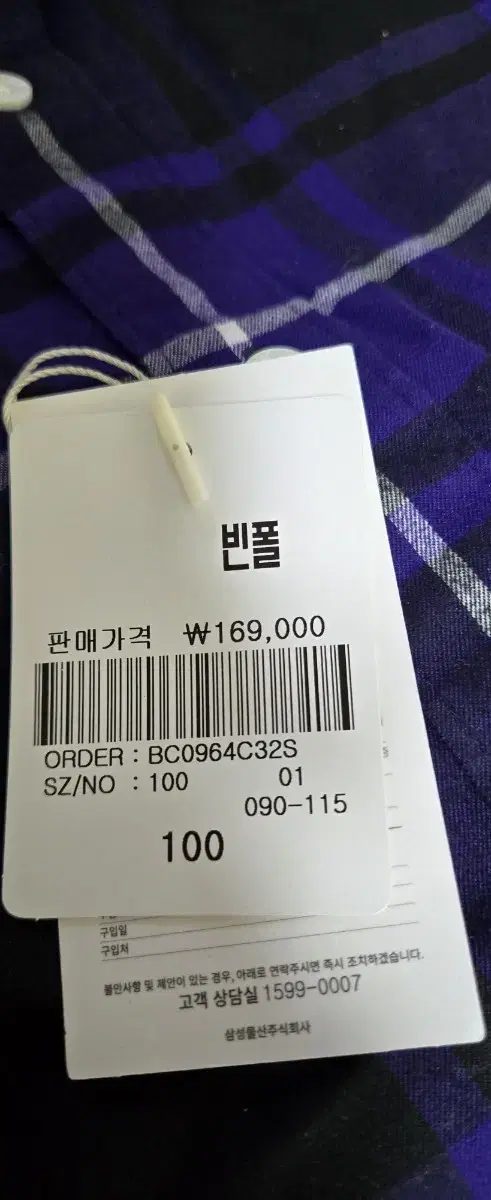 빈폴
판매가격 ₩169,000
ORDER : BC0964C32S
SZ/NO : 100 01
090-115
100
구입일
구입처
불만사항 및 제안이 있는 경우, 아래로 연락주시면 즉시 조치하겠습니다.
고객 상담실 1599-0007
삼성물산주식회사